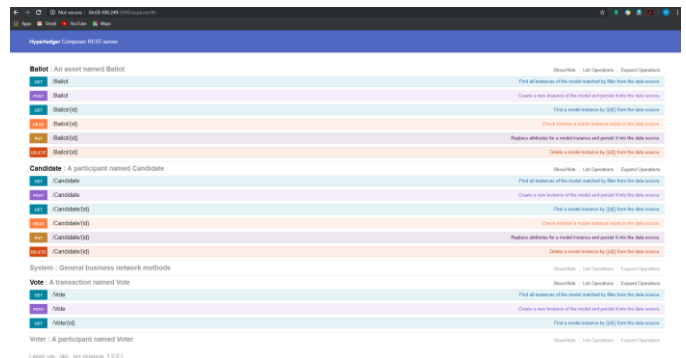 Not secure | 34.69.108.249:3000/explorer/#/
Apps Gmail YouTube Maps
Hyperledger Composer REST server
Ballot : An asset named Ballot Show/Hide | List Operations | Expand Operations
GET /Ballot Find all instances of the model matched by filter from the data source.
POST /Ballot Create a new instance of the model and persist it into the data source.
GET /Ballot/{id} Find a model instance by {{id}} from the data source.
HEAD /Ballot/{id} Check whether a model instance exists in the data source.
PUT /Ballot/{id} Replace attributes for a model instance and persist it into the data source.
DELETE /Ballot/{id} Delete a model instance by {{id}} from the data source.
Candidate : A participant named Candidate Show/Hide | List Operations | Expand Operations
GET /Candidate Find all instances of the model matched by filter from the data source.
POST /Candidate Create a new instance of the model and persist it into the data source.
GET /Candidate/{id} Find a model instance by {{id}} from the data source.
HEAD /Candidate/{id} Check whether a model instance exists in the data source.
PUT /Candidate/{id} Replace attributes for a model instance and persist it into the data source.
DELETE /Candidate/{id} Delete a model instance by {{id}} from the data source.
System : General business network methods Show/Hide | List Operations | Expand Operations
Vote : A transaction named Vote Show/Hide | List Operations | Expand Operations
GET /Vote Find all instances of the model matched by filter from the data source.
POST /Vote Create a new instance of the model and persist it into the data source.
GET /Vote/{id} Find a model instance by {{id}} from the data source.
Voter : A participant named Voter Show/Hide | List Operations | Expand Operations
[ BASE URL: /api , API VERSION: 1.0.0 ]